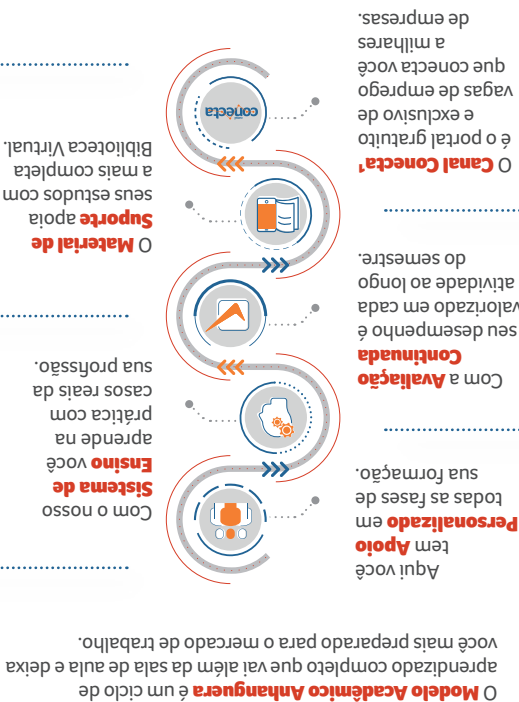 O Modelo Acadêmico Anhanguera é um ciclo de
aprendizado completo que vai além da sala de aula e deixa
você mais preparado para o mercado de trabalho.
Aqui você
tem Apoio
Personalizado em
todas as fases de
sua formação.
Com o nosso
Sistema de
Ensino você
aprende na
prática com
casos reais da
sua profissão.
Com a Avaliação
Continuada
seu desempenho é
valorizado em cada
atividade ao longo
do semestre.
O Material de
Suporte apoia
seus estudos com
a mais completa
Biblioteca Virtual.
O Canal Conecta¹
é o portal gratuito
e exclusivo de
vagas de emprego
que conecta você
a milhares
de empresas.
conecta